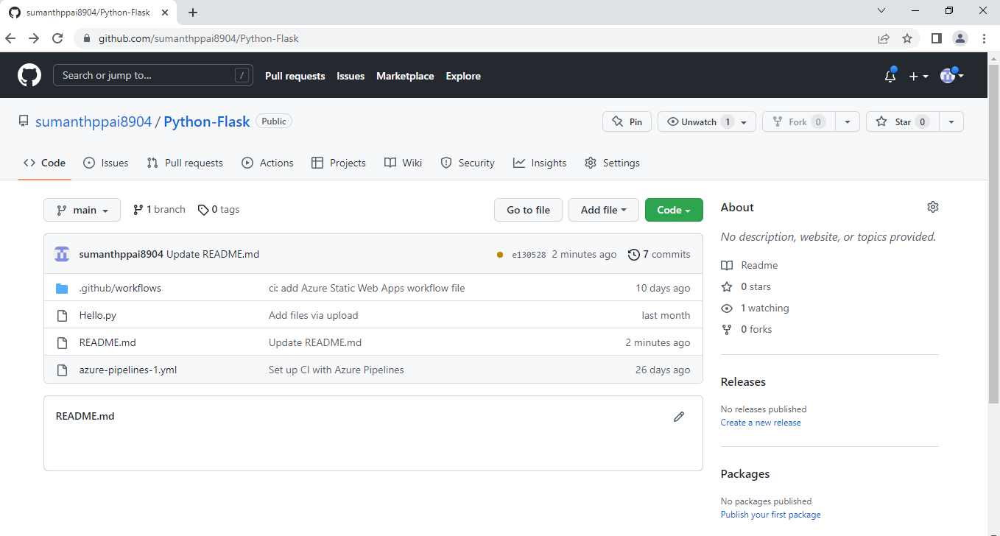 sumanthppai8904/Python-Flask
github.com/sumanthppai8904/Python-Flask
Search or jump to... / Pull requests Issues Marketplace Explore
sumanthppai8904 / Python-Flask Public Pin Unwatch 1 Fork 0 Star 0
Code Issues Pull requests Actions Projects Wiki Security Insights Settings
main 1 branch 0 tags Go to file Add file Code
sumanthppai8904 Update README.md e130528 2 minutes ago 7 commits
.github/workflows ci: add Azure Static Web Apps workflow file 10 days ago
Hello.py Add files via upload last month
README.md Update README.md 2 minutes ago
azure-pipelines-1.yml Set up CI with Azure Pipelines 26 days ago
README.md
About
No description, website, or topics provided.
Readme
0 stars
1 watching
0 forks
Releases
No releases published
Create a new release
Packages
No packages published
Publish your first package